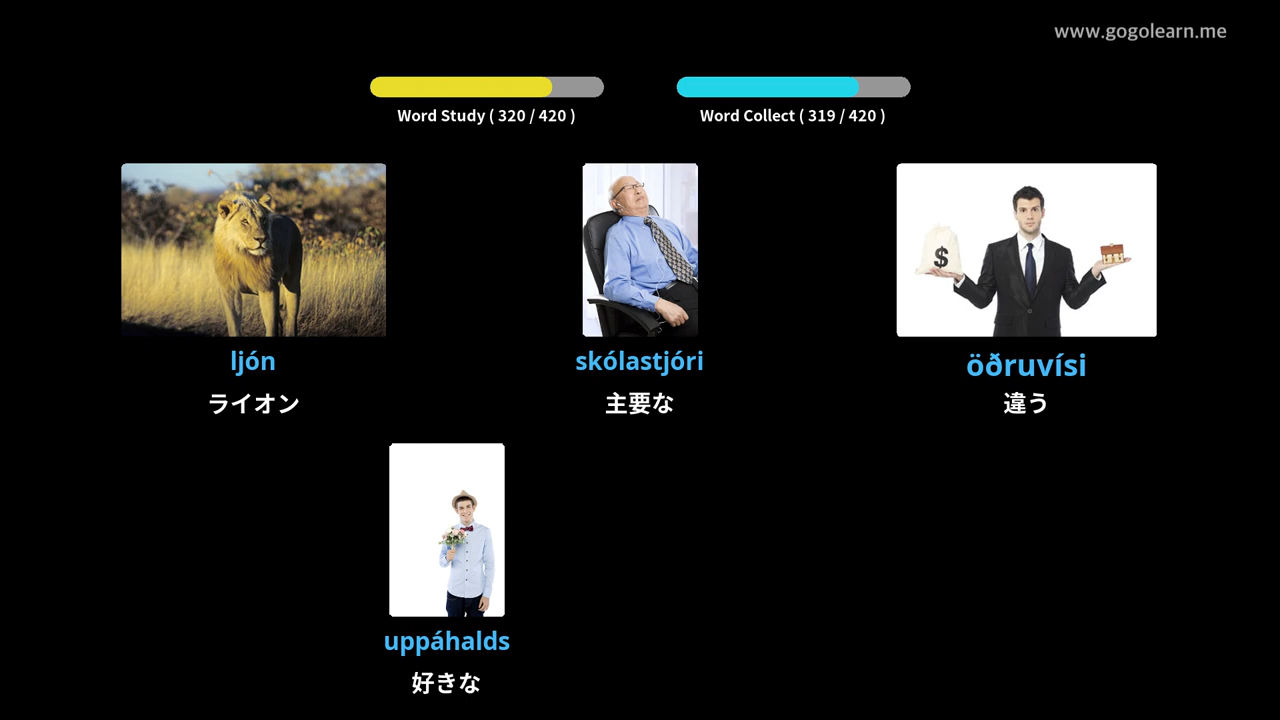 www.gogolearn.me
Word Study ( 320 / 420 )
Word Collect ( 319 / 420 )
ljón
ライオン
skólastjóri
主要な
öðruvísi
違う
$
uppáhalds
好きな